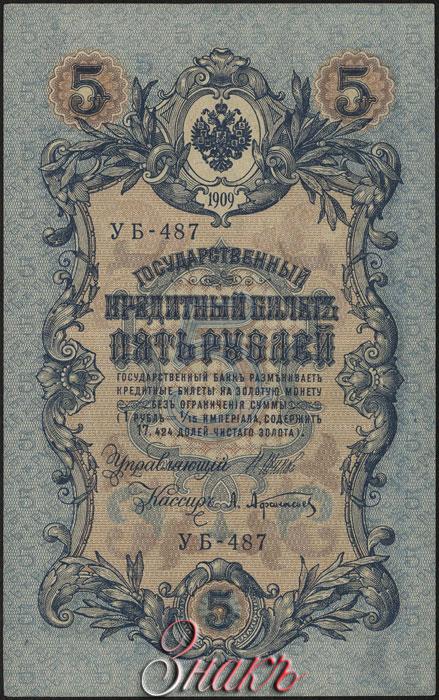 5 5
1909
УБ-487
ГОСУДАРСТВЕННЫЙ
КРЕДИТНЫЙ БИЛЕТЪ
ПЯТЬ РУБЛЕЙ
ГОСУДАРСТВЕННЫЙ БАНКЪ РАЗМѢНИВАЕТЪ
КРЕДИТНЫЕ БИЛЕТЫ НА ЗОЛОТУЮ МОНЕТУ
БЕЗЪ ОГРАНИЧЕНІЯ СУММЫ
(1 РУБЛЬ = 1/15 ИМПЕРІАЛА, СОДЕРЖИТЪ
17,424 ДОЛЕЙ ЧИСТАГО ЗОЛОТА).
Управляющій
Кассиръ А. Афанасьев
УБ-487
5
Знакъ